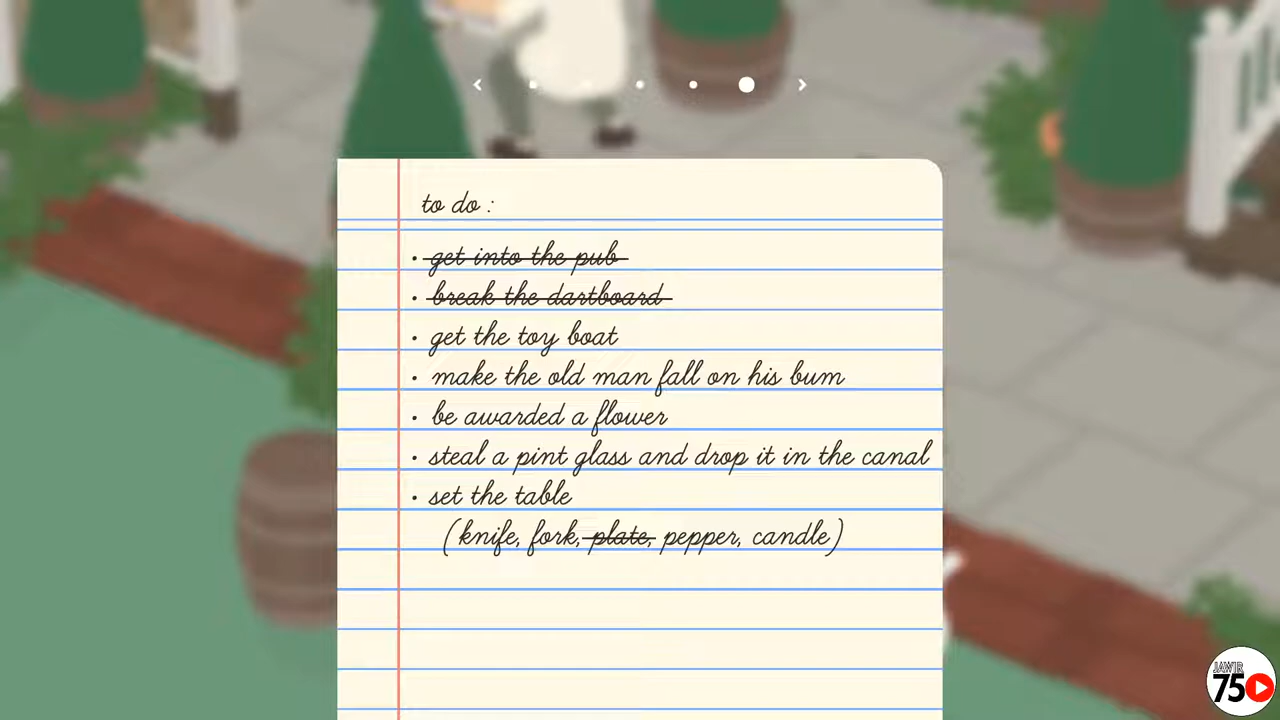 to do :
• get into the pub
• break the dartboard
• get the toy boat
• make the old man fall on his bum
• be awarded a flower
• steal a pint glass and drop it in the canal
• set the table
(knife, fork, plate, pepper, candle)
JAWIR
75